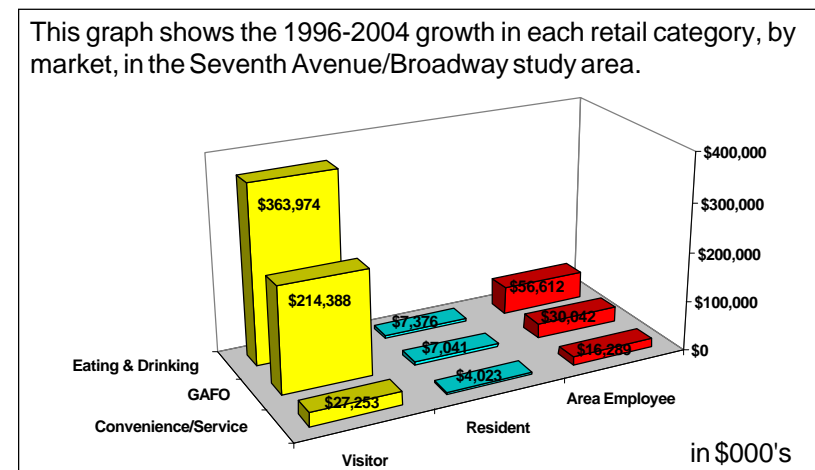 This graph shows the 1996-2004 growth in each retail category, by
market, in the Seventh Avenue/Broadway study area.
$400,000
$300,000
$200,000
$100,000
$0
$363,974
$214,388
$27,253
$7,376
$7,041
$4,023
$56,612
$30,042
$16,289
Eating & Drinking
GAFO
Convenience/Service
Visitor
Resident
Area Employee
in $000's